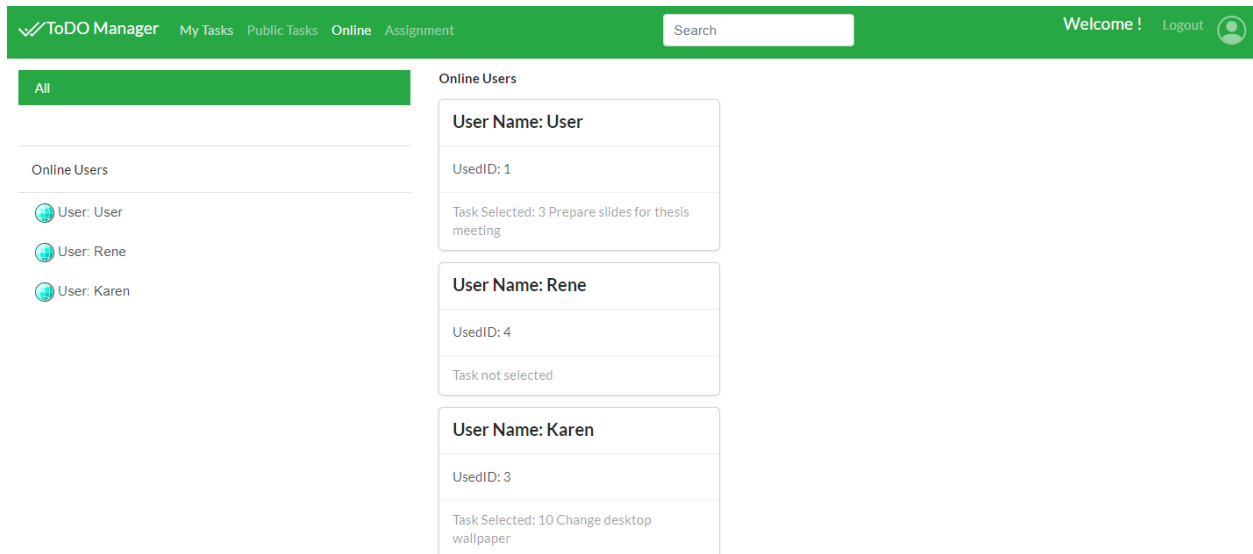 ToDO Manager My Tasks Public Tasks Online Assignment Search Welcome ! Logout
All
Online Users
User: User
User: Rene
User: Karen
Online Users
User Name: User
UsedID: 1
Task Selected: 3 Prepare slides for thesis
meeting
User Name: Rene
UsedID: 4
Task not selected
User Name: Karen
UsedID: 3
Task Selected: 10 Change desktop
wallpaper